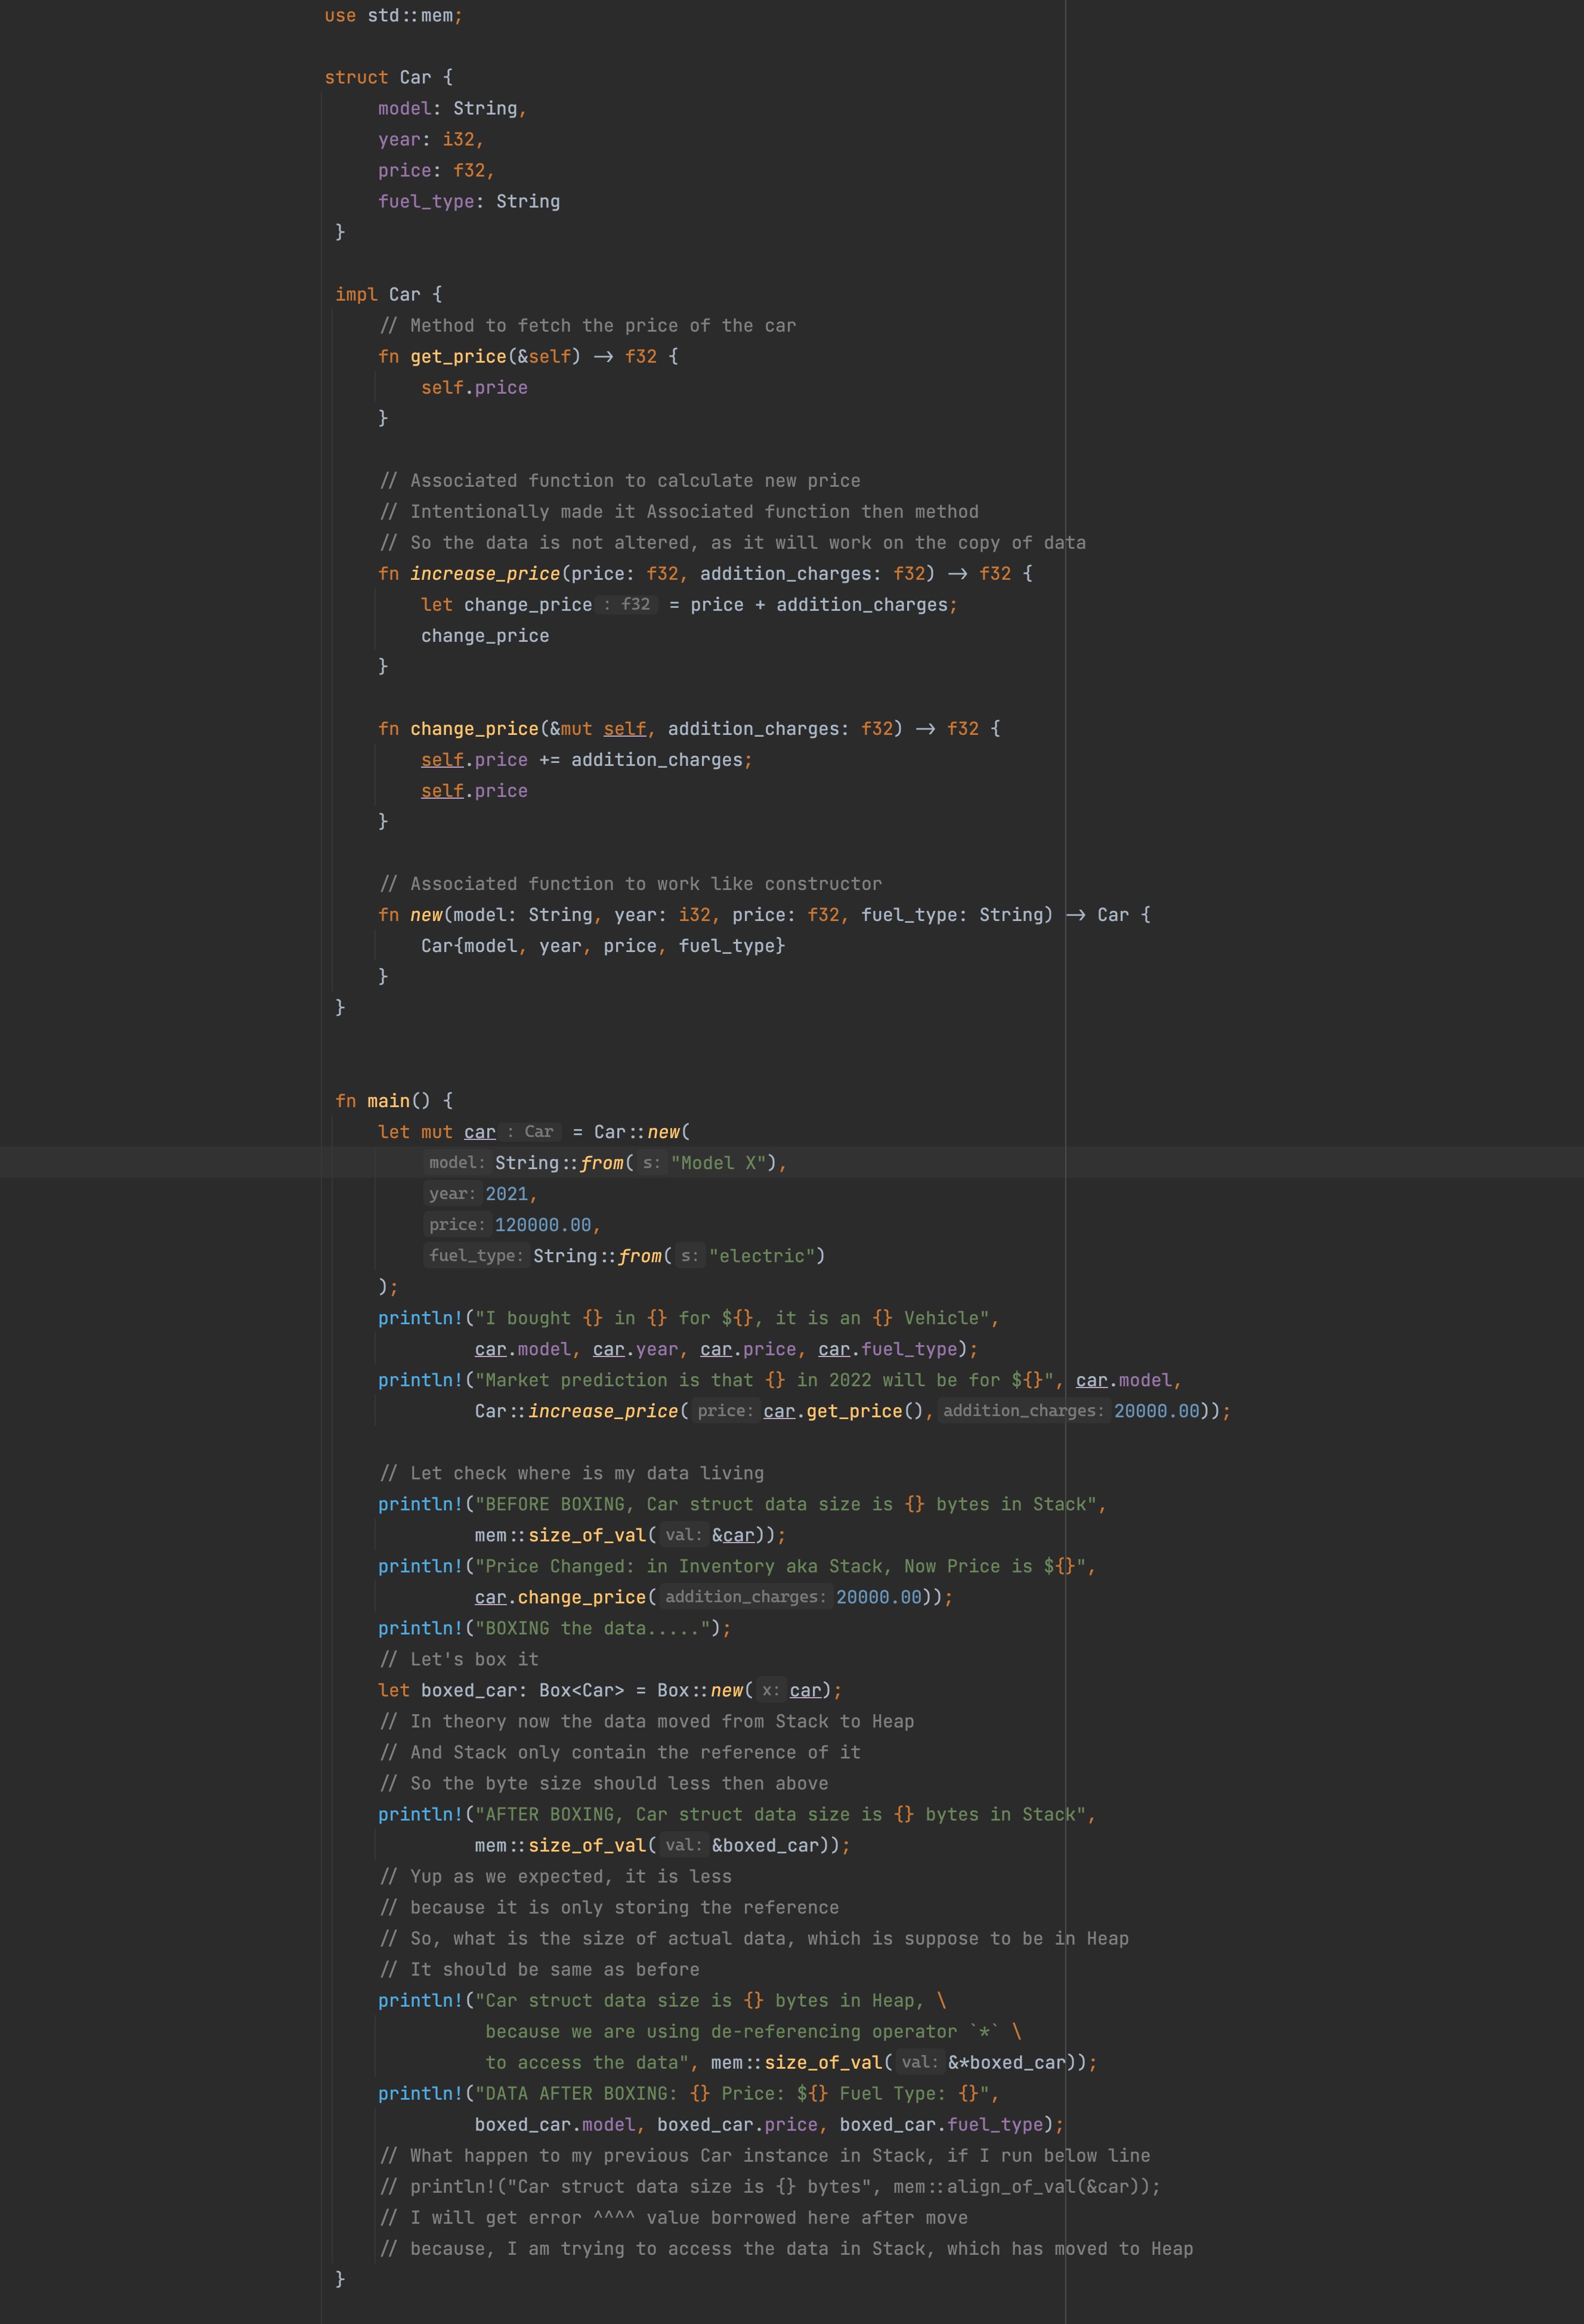 use std::mem;
struct Car {
model: String,
year: i32,
price: f32,
fuel_type: String
}
impl Car {
// Method to fetch the price of the car
fn get_price(&self) -> f32 {
self.price
}
// Associated function to calculate new price
// Intentionally made it Associated function then method
// So the data is not altered, as it will work on the copy of data
fn increase_price(price: f32, addition_charges: f32) -> f32 {
let change_price : f32 = price + addition_charges;
change_price
}
fn change_price(&mut self, addition_charges: f32) -> f32 {
self.price += addition_charges;
self.price
}
// Associated function to work like constructor
fn new(model: String, year: i32, price: f32, fuel_type: String) -> Car {
Car{model, year, price, fuel_type}
}
}
fn main() {
let mut car : Car = Car::new(
model: String::from( s: "Model X"),
year: 2021,
price: 120000.00,
fuel_type: String::from( s: "electric")
);
println!("I bought {} in {} for ${}, it is an {} Vehicle",
car.model, car.year, car.price, car.fuel_type);
println!("Market prediction is that {} in 2022 will be for ${}", car.model,
Car::increase_price( price: car.get_price(), addition_charges: 20000.00));
// Let check where is my data living
println!("BEFORE BOXING, Car struct data size is {} bytes in Stack",
mem::size_of_val( val: &car));
println!("Price Changed: in Inventory aka Stack, Now Price is ${}",
car.change_price( addition_charges: 20000.00));
println!("BOXING the data.....");
// Let's box it
let boxed_car: Box<Car> = Box::new( x: car);
// In theory now the data moved from Stack to Heap
// And Stack only contain the reference of it
// So the byte size should less then above
println!("AFTER BOXING, Car struct data size is {} bytes in Stack",
mem::size_of_val( val: &boxed_car));
// Yup as we expected, it is less
// because it is only storing the reference
// So, what is the size of actual data, which is suppose to be in Heap
// It should be same as before
println!("Car struct data size is {} bytes in Heap, \
because we are using de-referencing operator `*` \
to access the data", mem::size_of_val( val: &*boxed_car));
println!("DATA AFTER BOXING: {} Price: ${} Fuel Type: {}",
boxed_car.model, boxed_car.price, boxed_car.fuel_type);
// What happen to my previous Car instance in Stack, if I run below line
// println!("Car struct data size is {} bytes", mem::align_of_val(&car));
// I will get error ^^^^ value borrowed here after move
// because, I am trying to access the data in Stack, which has moved to Heap
}